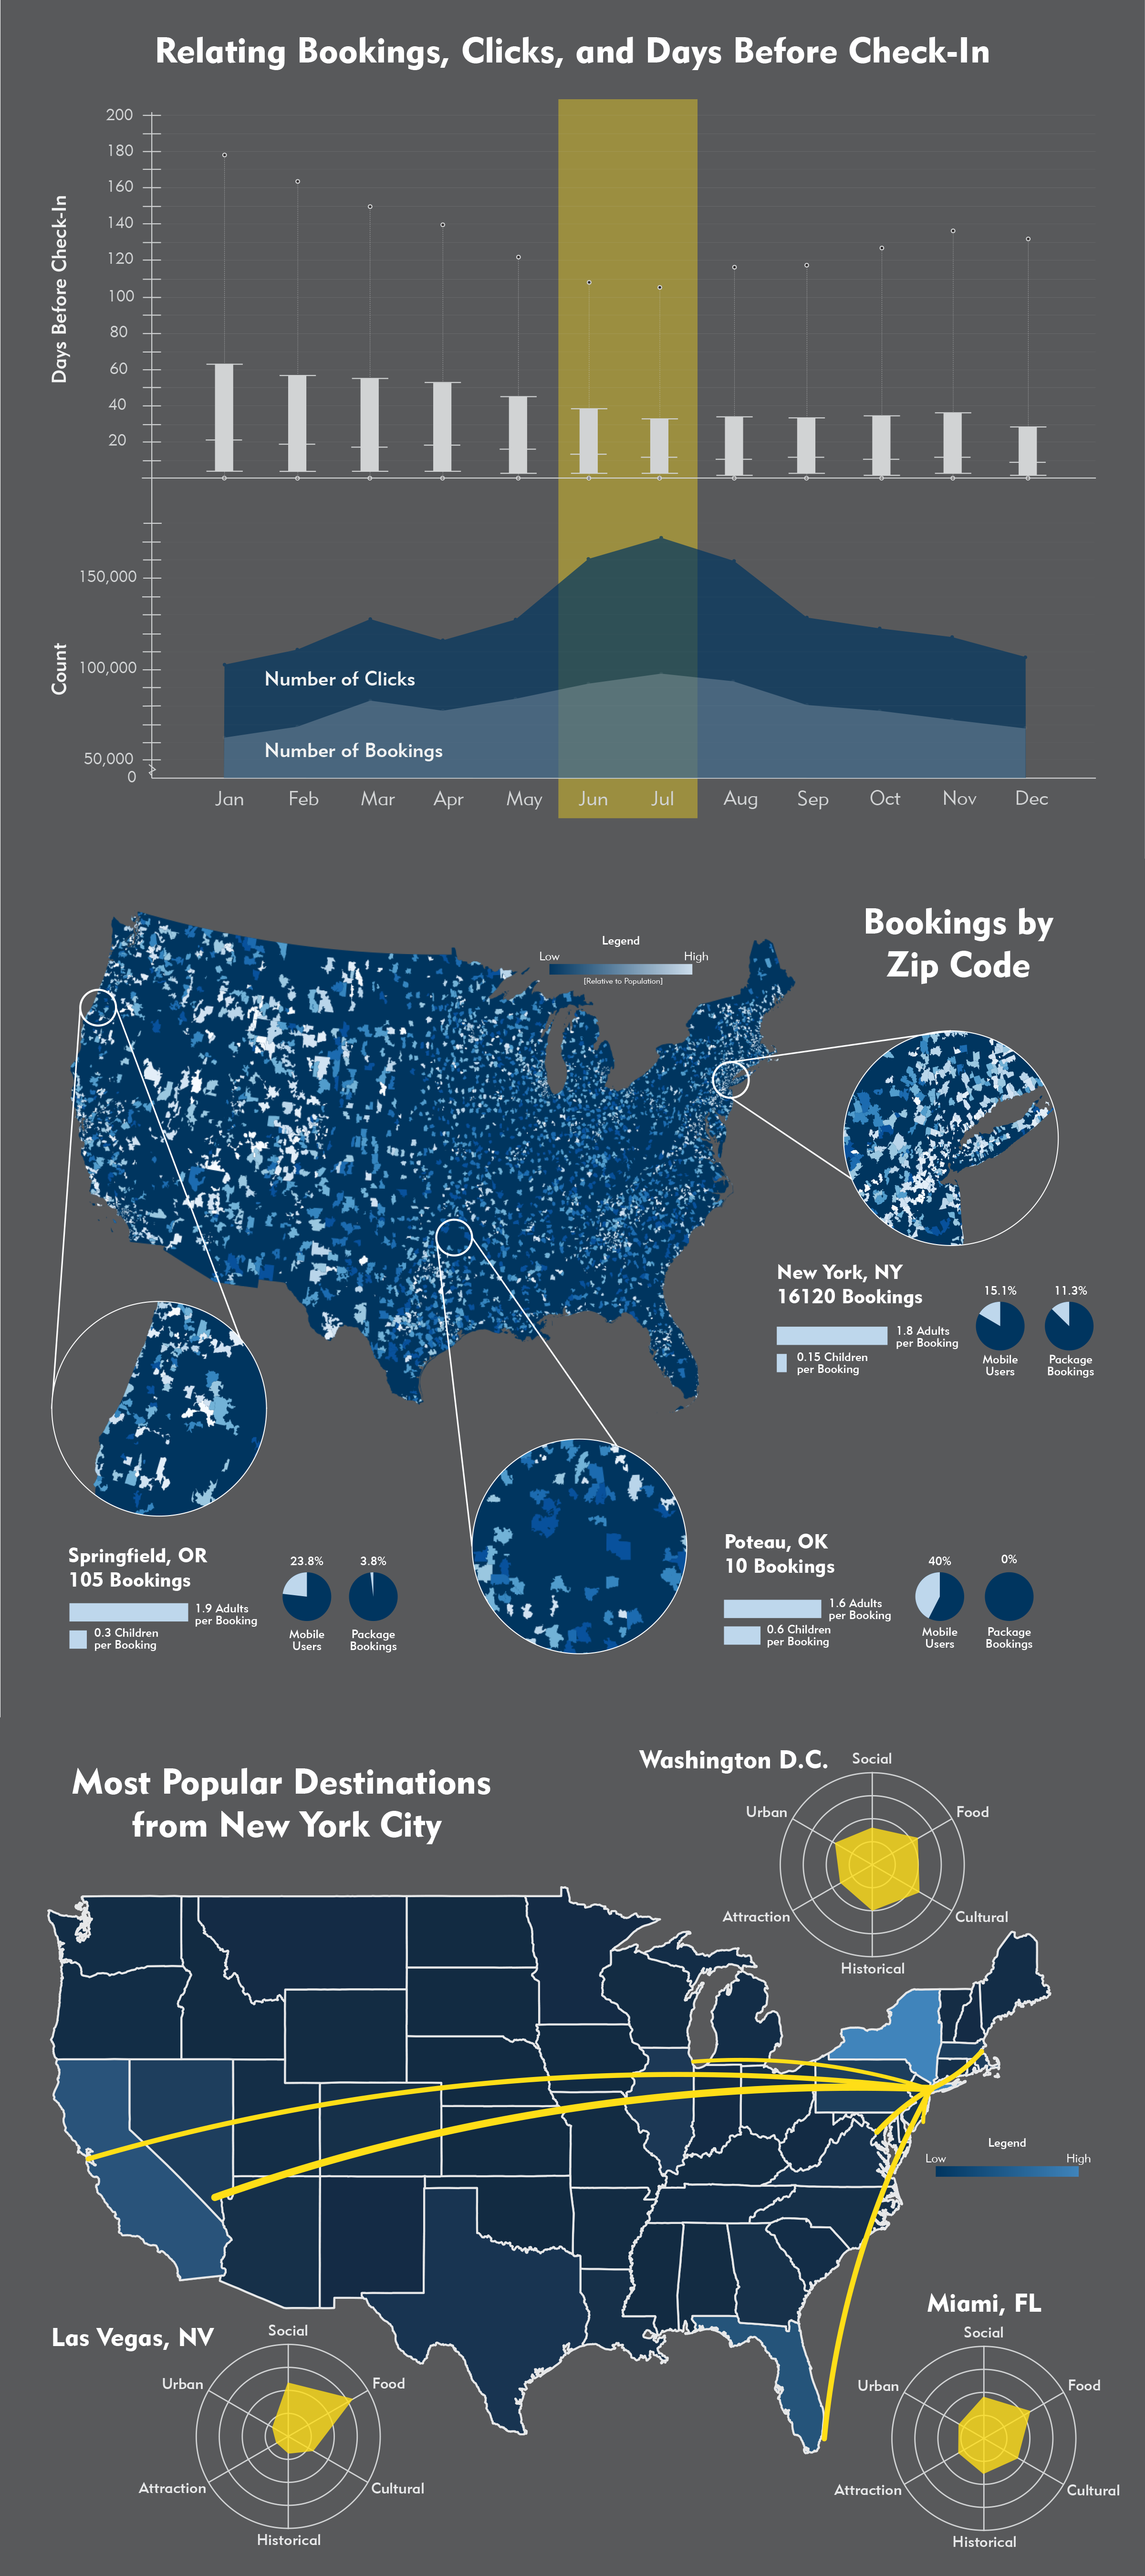 Relating Bookings, Clicks, and Days Before Check-In
200
180
160
140
120
100
80
60
40
20
Days Before Check-In
150,000
100,000
50,000
0
Count
Number of Clicks
Number of Bookings
Jan Feb Mar Apr May Jun Jul Aug Sep Oct Nov Dec
Bookings by
Zip Code
Legend
Low High
[Relative to Population]
New York, NY
16120 Bookings
1.8 Adults
per Booking
0.15 Children
per Booking
15.1%
Mobile
Users
11.3%
Package
Bookings
Springfield, OR
105 Bookings
1.9 Adults
per Booking
0.3 Children
per Booking
23.8%
Mobile
Users
3.8%
Package
Bookings
Poteau, OK
10 Bookings
1.6 Adults
per Booking
0.6 Children
per Booking
40%
Mobile
Users
0%
Package
Bookings
Most Popular Destinations
from New York City
Washington D.C.
Social
Urban Food
Attraction Cultural
Historical
Legend
Low High
Las Vegas, NV
Social
Urban Food
Attraction Cultural
Historical
Miami, FL
Social
Urban Food
Attraction Cultural
Historical